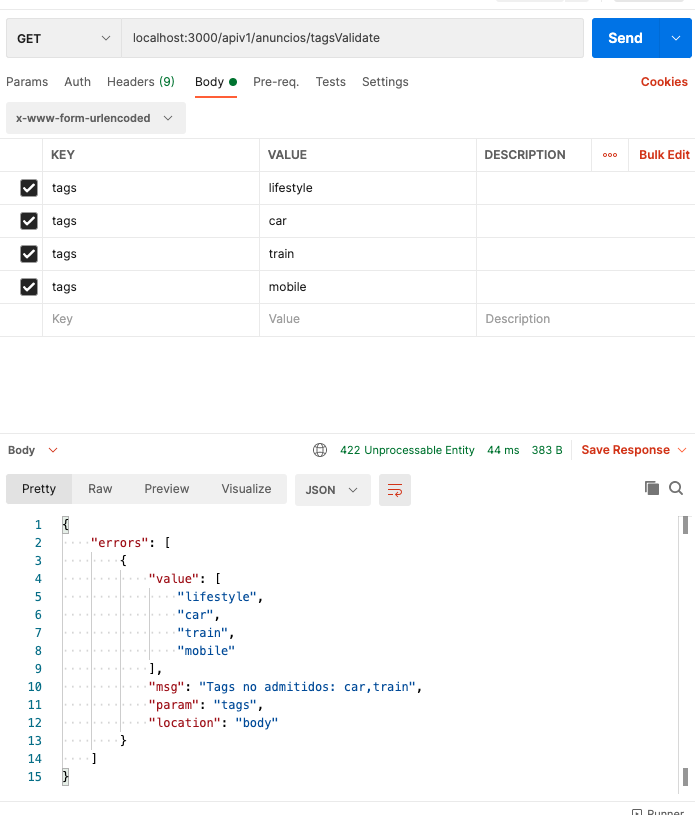 GET localhost:3000/apiv1/anuncios/tagsValidate Send
Params Auth Headers (9) Body Pre-req. Tests Settings Cookies
x-www-form-urlencoded
KEY VALUE DESCRIPTION ooo Bulk Edit
tags lifestyle
tags car
tags train
tags mobile
Key Value Description
Body 422 Unprocessable Entity 44 ms 383 B Save Response
Pretty Raw Preview Visualize JSON
1 {
2 "errors": [
3 {
4 "value": [
5 "lifestyle",
6 "car",
7 "train",
8 "mobile"
9 ],
10 "msg": "Tags no admitidos: car,train",
11 "param": "tags",
12 "location": "body"
13 }
14 ]
15 }
Runner